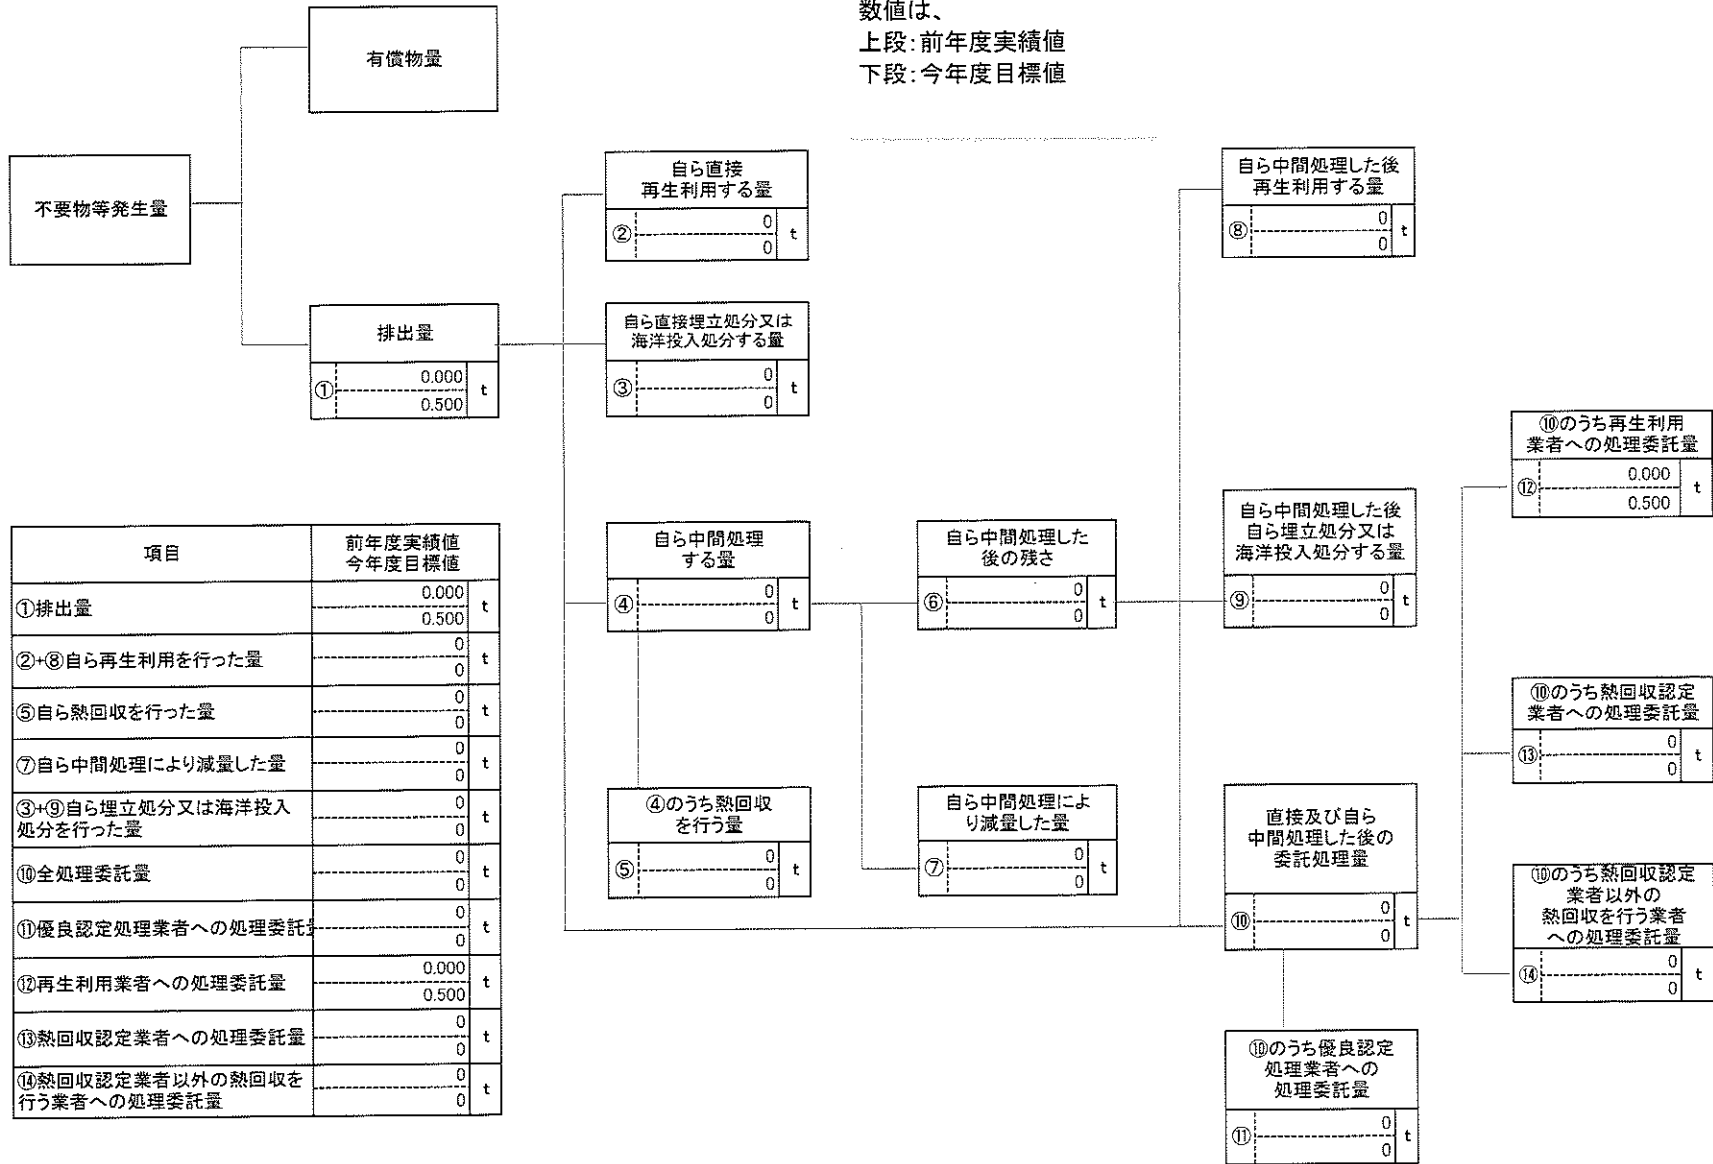 数値は、
上段:前年度実績値
下段:今年度目標値
有償物量
不要物等発生量
排出量
① 0.000 t
0.500
自ら直接
再生利用する量
② 0 t
0
自ら直接埋立処分又は
海洋投入処分する量
③ 0 t
0
自ら中間処理
する量
④ 0 t
0
④のうち熱回収
を行う量
⑤ 0 t
0
自ら中間処理した
後の残さ
⑥ 0 t
0
自ら中間処理によ
り減量した量
⑦ 0 t
0
自ら中間処理した後
再生利用する量
⑧ 0 t
0
自ら中間処理した後
自ら埋立処分又は
海洋投入処分する量
⑨ 0 t
0
直接及び自ら
中間処理した後の
委託処理量
⑩ 0 t
0
⑩のうち優良認定
処理業者への
処理委託量
⑪ 0 t
0
⑩のうち再生利用
業者への処理委託量
⑫ 0.000 t
0.500
⑩のうち熱回収認定
業者への処理委託量
⑬ 0 t
0
⑩のうち熱回収認定
業者以外の
熱回収を行う業者
への処理委託量
⑭ 0 t
0
項目 前年度実績値
今年度目標値
①排出量 0.000 t
0.500
②+⑧自ら再生利用を行った量 0 t
0
⑤自ら熱回収を行った量 0 t
0
⑦自ら中間処理により減量した量 0 t
0
③+⑨自ら埋立処分又は海洋投入
処分を行った量 0 t
0
⑩全処理委託量 0 t
0
⑪優良認定処理業者への処理委託量 0 t
0
⑫再生利用業者への処理委託量 0.000 t
0.500
⑬熱回収認定業者への処理委託量 0 t
0
⑭熱回収認定業者以外の熱回収を
行う業者への処理委託量 0 t
0